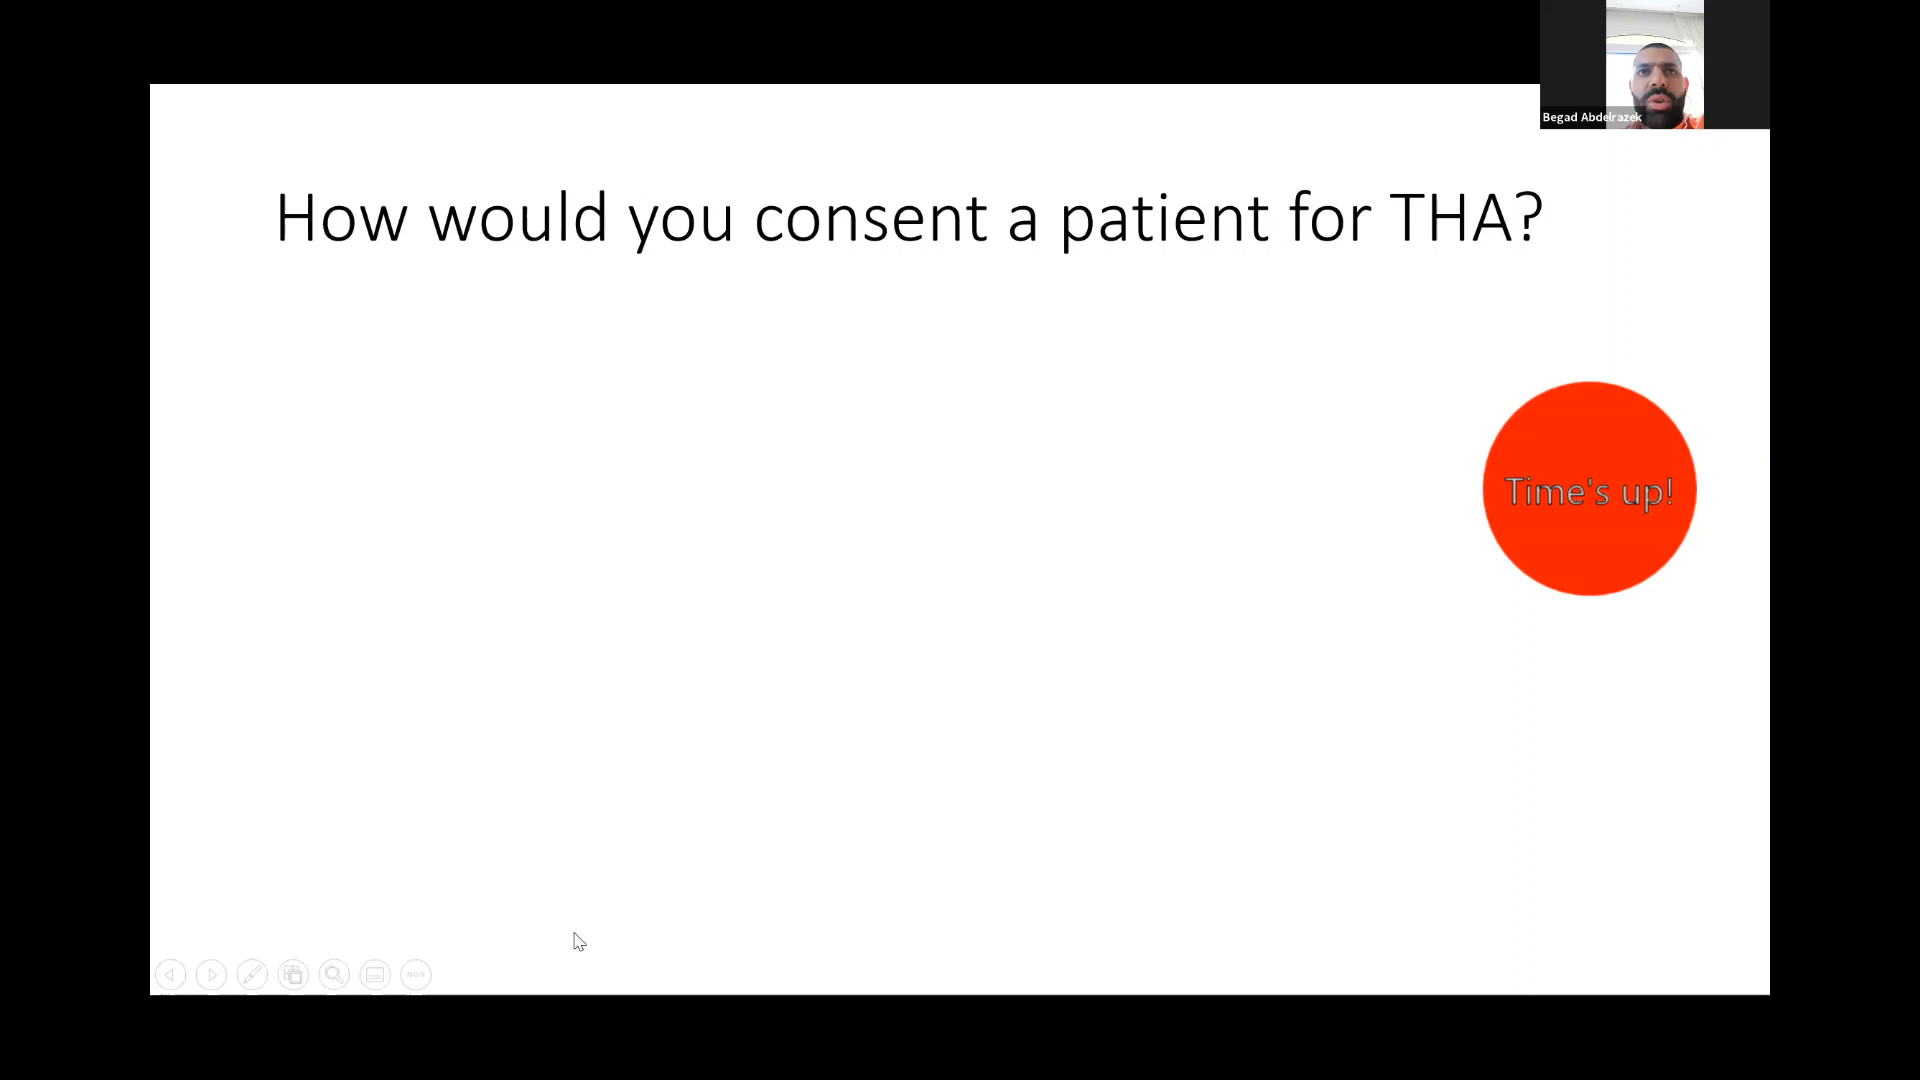 Begad Abdelrazek
How would you consent a patient for THA?
Time's up!